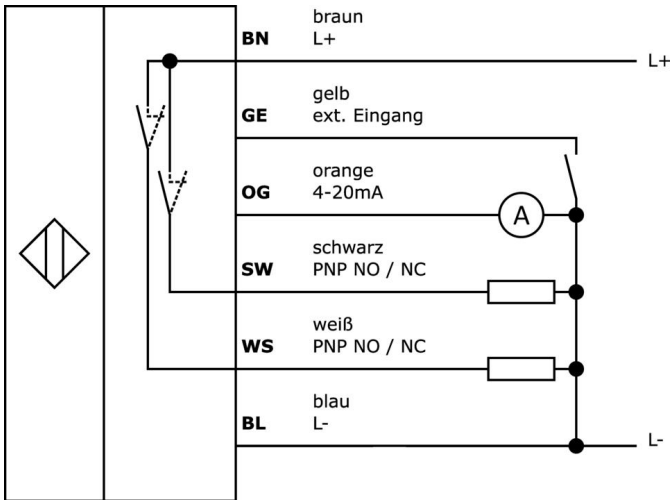 braun
BN L+
L+
gelb
GE ext. Eingang
orange
OG 4-20mA
A
schwarz
SW PNP NO / NC
weiß
WS PNP NO / NC
blau
BL L-
L-